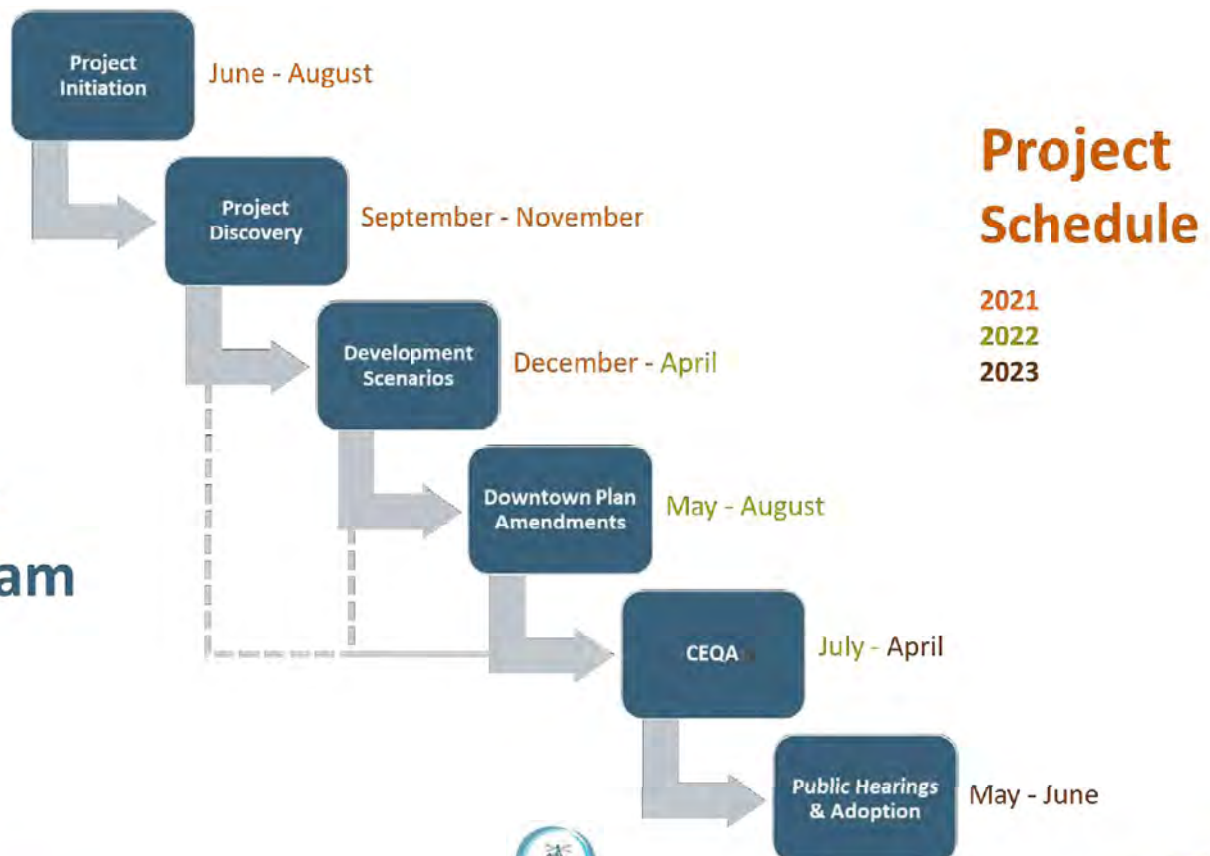 Project
Initiation
June - August
Project
Schedule
2021
2022
2023
Project
Discovery
September - November
Development
Scenarios
December - April
Downtown Plan
Amendments
May - August
am
CEQA
July - April
Public Hearings
& Adoption
May - June